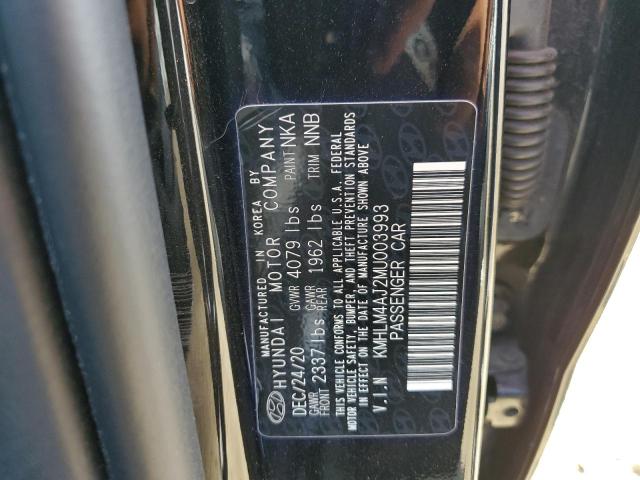 MANUFACTURED IN KOREA BY
HYUNDAI MOTOR COMPANY
DEC/24/20 GVWR 4079 lbs PAINT NKA
GAWR FRONT 2337 lbs GAWR REAR 1962 lbs TRIM NNB
THIS VEHICLE CONFORMS TO ALL APPLICABLE U.S.A. FEDERAL
MOTOR VEHICLE SAFETY, BUMPER, AND THEFT PREVENTION STANDARDS
IN EFFECT ON THE DATE OF MANUFACTURE SHOWN ABOVE
V.I.N KMHLM4AJ2MU003993
PASSENGER CAR